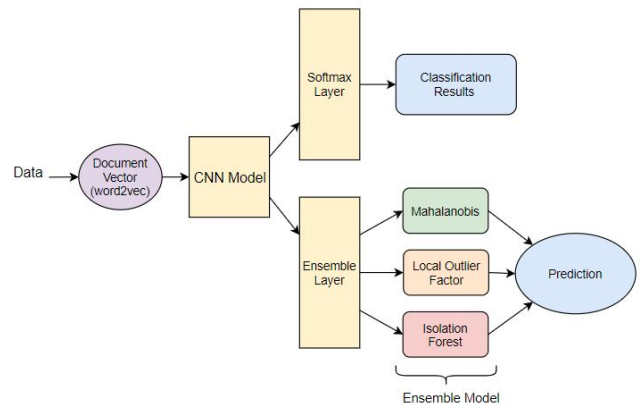 Data
Document
Vector
(word2vec)
CNN Model
Softmax
Layer
Classification
Results
Ensemble
Layer
Mahalanobis
Local Outlier
Factor
Isolation
Forest
Prediction
Ensemble Model